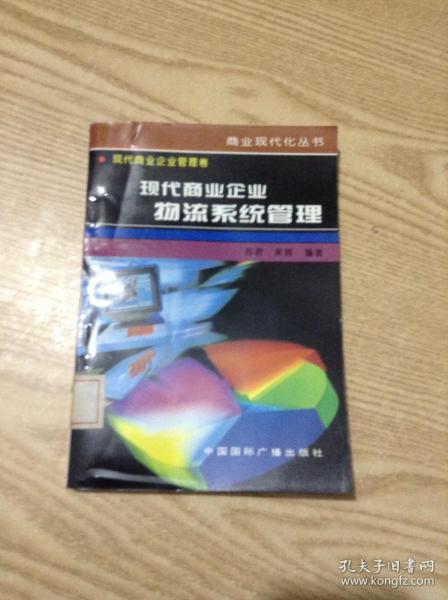 商业现代化丛书
现代商业企业管理卷
现代商业企业
物流系统管理
编著
中国国际广播出版社
孔夫子旧书网
www.kongfz.com